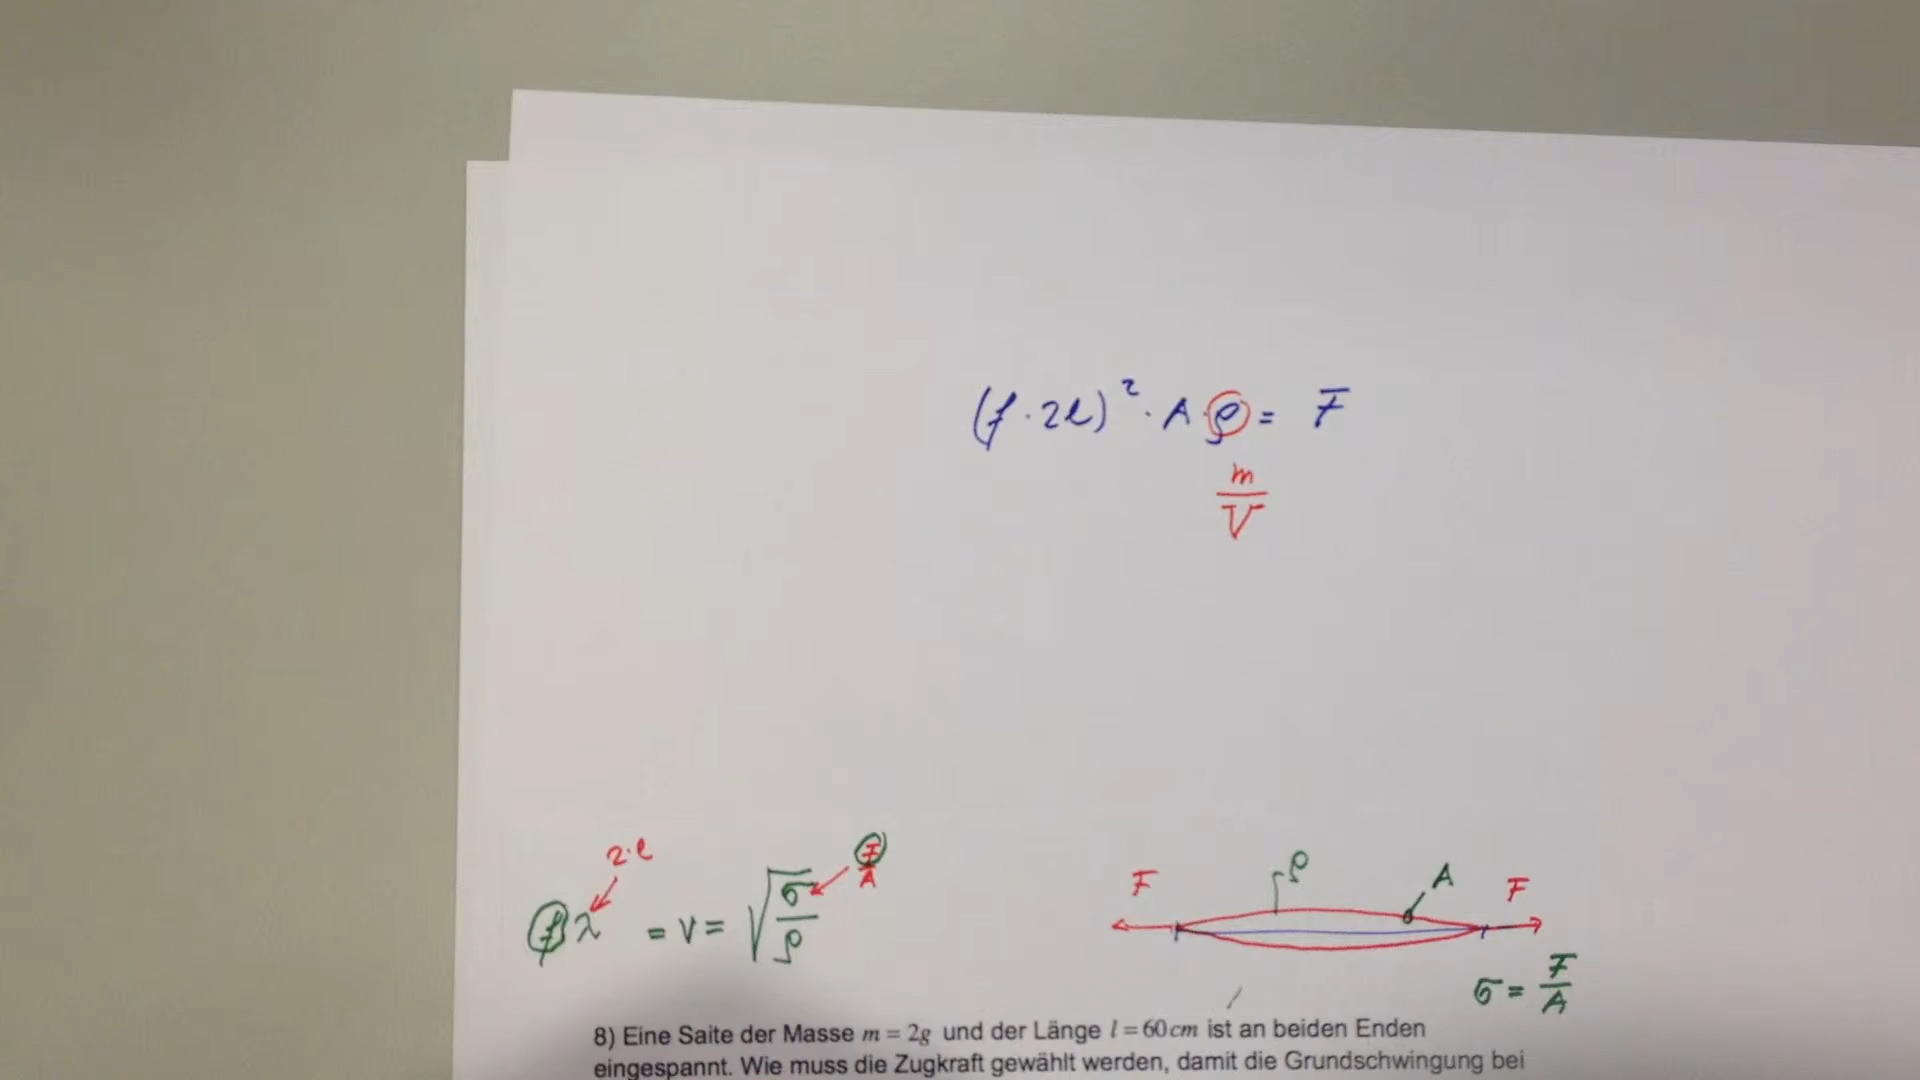 (f · 2l)² · A ρ = F
m
V
2·l
F
A
f λ = v = √σ/ρ
F
ρ
A
F
σ = F/A
8) Eine Saite der Masse m = 2g und der Länge l = 60cm ist an beiden Enden
eingespannt. Wie muss die Zugkraft gewählt werden, damit die Grundschwingung bei